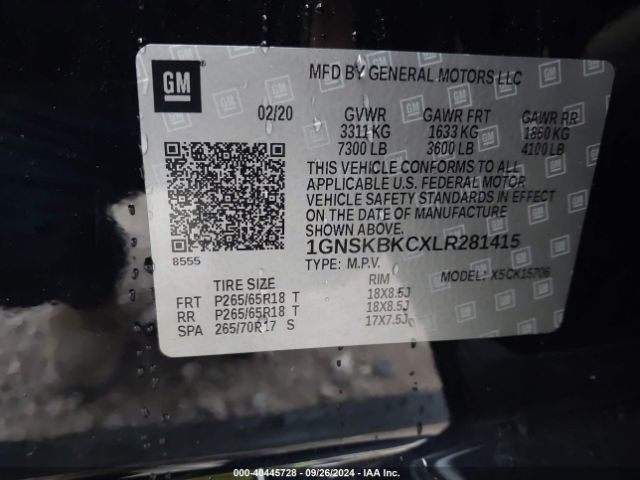 GM
MFD BY GENERAL MOTORS LLC
02/20 GVWR GAWR FRT GAWR RR
3311 KG 1633 KG 1860 KG
7300 LB 3600 LB 4100 LB
THIS VEHICLE CONFORMS TO ALL
APPLICABLE U.S. FEDERAL MOTOR
VEHICLE SAFETY STANDARDS IN EFFECT
ON THE DATE OF MANUFACTURE
SHOWN ABOVE.
8555 1GNSKBKCXLR281415
TYPE: M.P.V. MODEL: X5CK15706
TIRE SIZE RIM
FRT P265/65R18 T 18X8.5J
RR P265/65R18 T 18X8.5J
SPA 265/70R17 S 17X7.5J
000-40445728 - 09/26/2024 - IAA Inc.